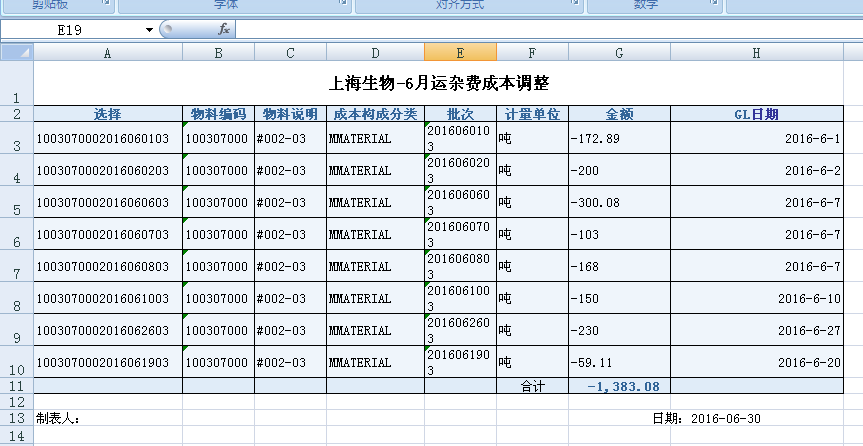 剪贴板 字体 对齐方式 数字
E19 fx
A B C D E F G H
1 上海生物-6月运杂费成本调整
2 选择 物料编码 物料说明 成本构成分类 批次 计量单位 金额 GL日期
3 1003070002016060103 100307000 #002-03 MMATERIAL 2016060103 吨 -172.89 2016-6-1
4 1003070002016060203 100307000 #002-03 MMATERIAL 2016060203 吨 -200 2016-6-2
5 1003070002016060603 100307000 #002-03 MMATERIAL 2016060603 吨 -300.08 2016-6-7
6 1003070002016060703 100307000 #002-03 MMATERIAL 2016060703 吨 -103 2016-6-7
7 1003070002016060803 100307000 #002-03 MMATERIAL 2016060803 吨 -168 2016-6-7
8 1003070002016061003 100307000 #002-03 MMATERIAL 2016061003 吨 -150 2016-6-10
9 1003070002016062603 100307000 #002-03 MMATERIAL 2016062603 吨 -230 2016-6-27
10 1003070002016061903 100307000 #002-03 MMATERIAL 2016061903 吨 -59.11 2016-6-20
11 合计 -1,383.08
12
13 制表人: 日期: 2016-06-30
14